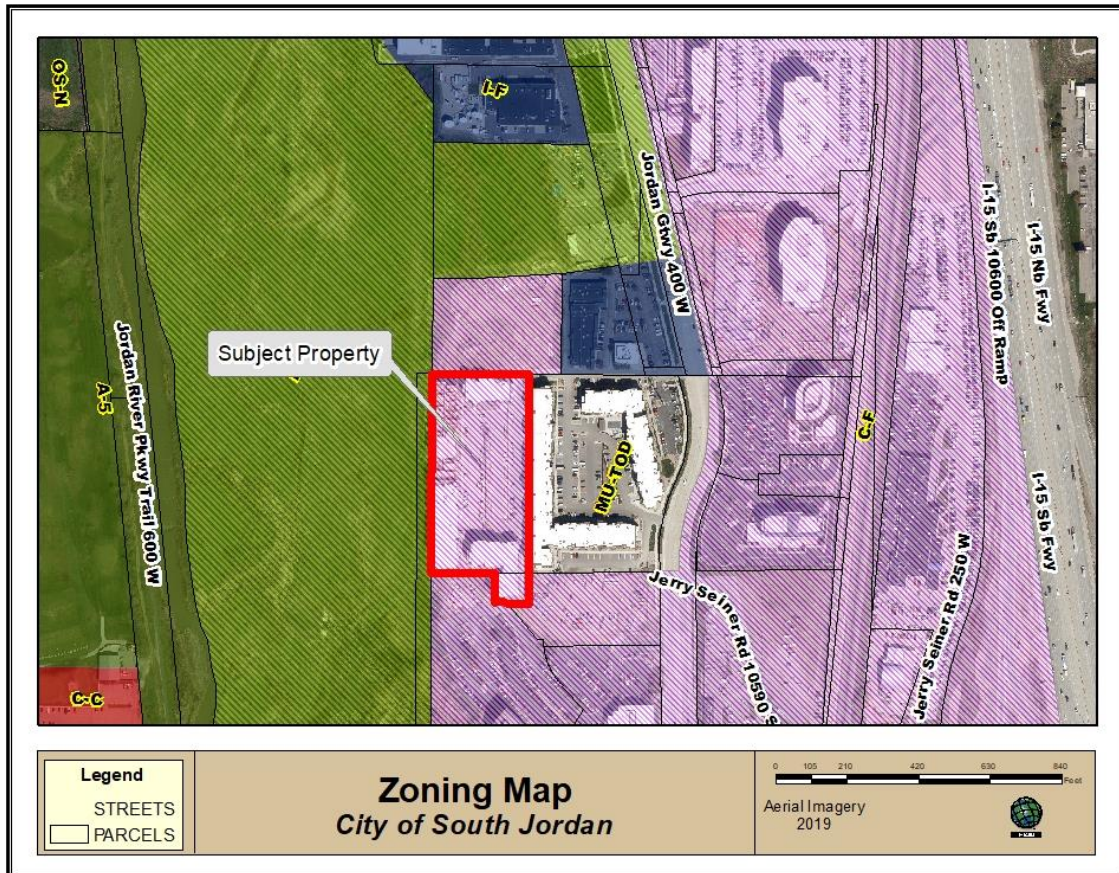 OS-N
I-F
Jordan Gtwy 400 W
I-15 Sb 10600 Off Ramp
I-15 Nb Fwy
Subject Property
Jordan River Pkwy Trail 600 W
A-5
C-F
MU-TOD
I-15 Sb Fwy
Jerry Seiner Rd 10590 S
Jerry Seiner Rd 250 W
C-C
Legend
STREETS
PARCELS
Zoning Map
City of South Jordan
0 105 210 420 630 840
Feet
Aerial Imagery
2019